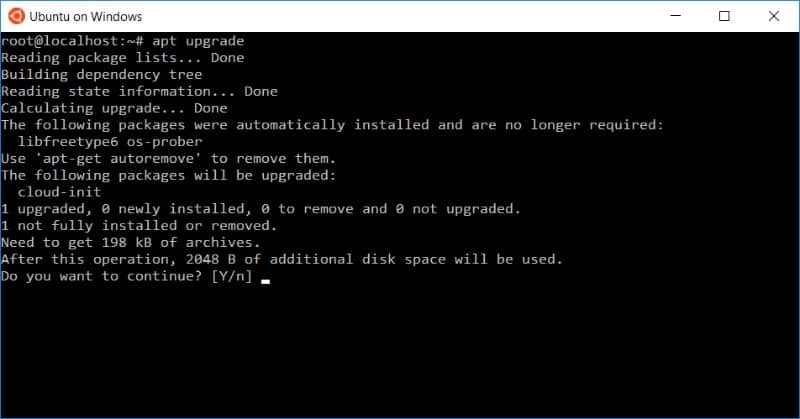 Ubuntu on Windows
root@localhost:~# apt upgrade
Reading package lists... Done
Building dependency tree
Reading state information... Done
Calculating upgrade... Done
The following packages were automatically installed and are no longer required:
  libfreetype6 os-prober
Use 'apt-get autoremove' to remove them.
The following packages will be upgraded:
  cloud-init
1 upgraded, 0 newly installed, 0 to remove and 0 not upgraded.
1 not fully installed or removed.
Need to get 198 kB of archives.
After this operation, 2048 B of additional disk space will be used.
Do you want to continue? [Y/n]